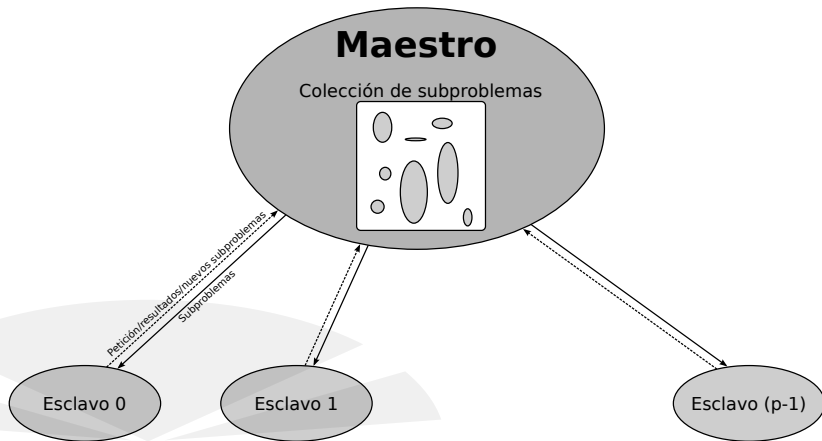 Maestro
Colección de subproblemas
Petición/resultados/nuevos subproblemas
Subproblemas
Esclavo 0
Esclavo 1
Esclavo (p-1)